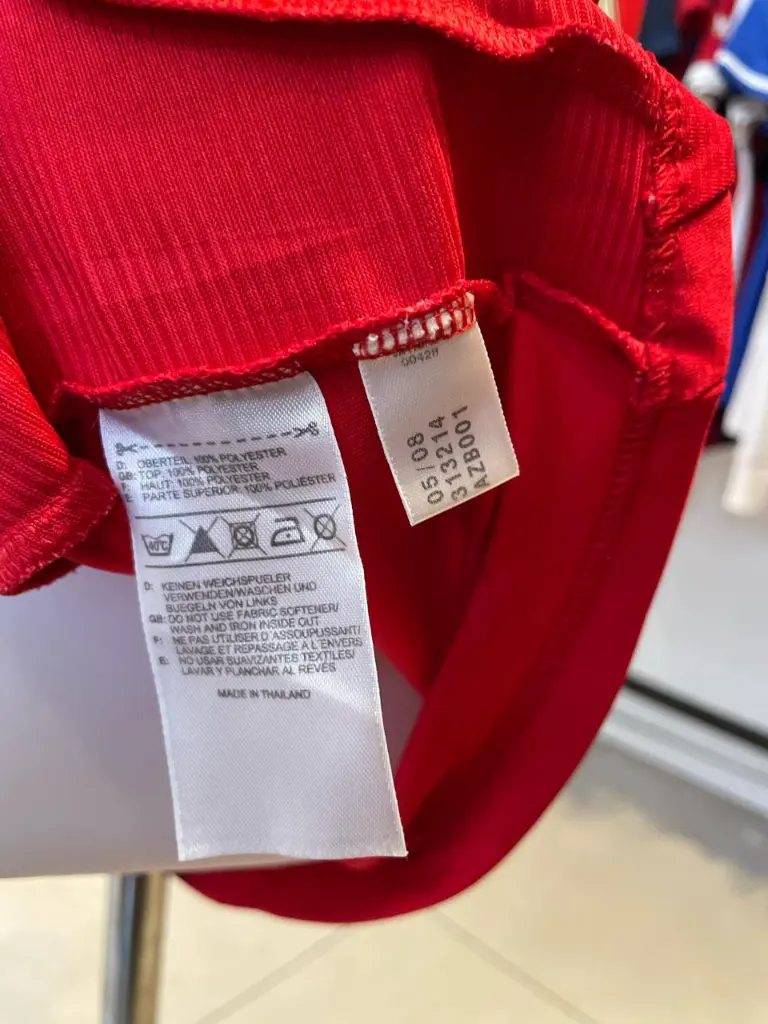 D: OBERTEIL 100% POLYESTER
GB: TOP: 100% POLYESTER
F: HAUT: 100% POLYESTER
E: PARTE SUPERIOR: 100% POLIÉSTER
40°C
D: KEINEN WEICHSPUELER
VERWENDEN/WASCHEN UND
BUEGELN VON LINKS
GB: DO NOT USE FABRIC SOFTENER/
WASH AND IRON INSIDE OUT
F: NE PAS UTILISER D'ASSOUPLISSANT/
LAVAGE ET REPASSAGE A L'ENVERS
E: NO USAR SUAVIZANTES TEXTILES/
LAVAR Y PLANCHAR AL REVÉS
MADE IN THAILAND
05/08
313214
AZB001